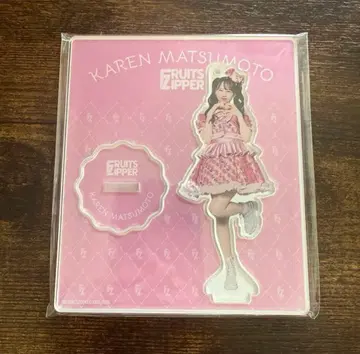 KAREN MATSUMOTO
FRUITS
ZIPPER
FRUITS
ZIPPER
KAREN MATSUMOTO